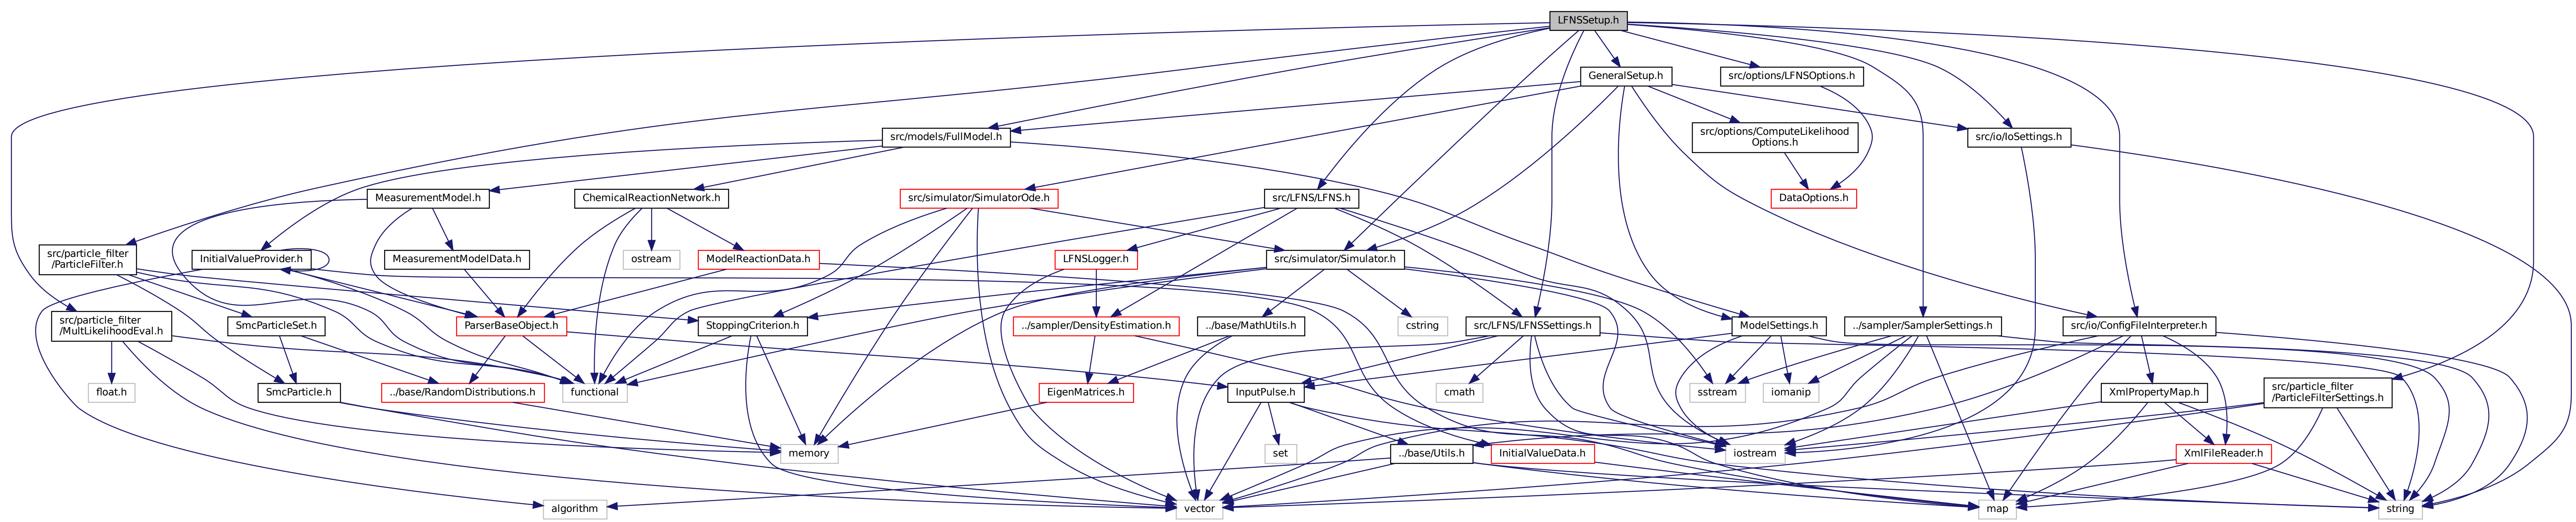 LFNSSetup.h
GeneralSetup.h
src/options/LFNSOptions.h
src/models/FullModel.h
src/options/ComputeLikelihood
Options.h
src/io/IoSettings.h
MeasurementModel.h
ChemicalReactionNetwork.h
src/simulator/SimulatorOde.h
src/LFNS/LFNS.h
DataOptions.h
src/particle_filter
/ParticleFilter.h
InitialValueProvider.h
MeasurementModelData.h
ostream
ModelReactionData.h
LFNSLogger.h
src/simulator/Simulator.h
src/particle_filter
/MultLikelihoodEval.h
SmcParticleSet.h
ParserBaseObject.h
StoppingCriterion.h
../sampler/DensityEstimation.h
../base/MathUtils.h
cstring
src/LFNS/LFNSSettings.h
ModelSettings.h
../sampler/SamplerSettings.h
src/io/ConfigFileInterpreter.h
float.h
SmcParticle.h
../base/RandomDistributions.h
functional
EigenMatrices.h
InputPulse.h
cmath
sstream
iomanip
XmlPropertyMap.h
src/particle_filter
/ParticleFilterSettings.h
memory
set
../base/Utils.h
InitialValueData.h
iostream
XmlFileReader.h
algorithm
vector
map
string